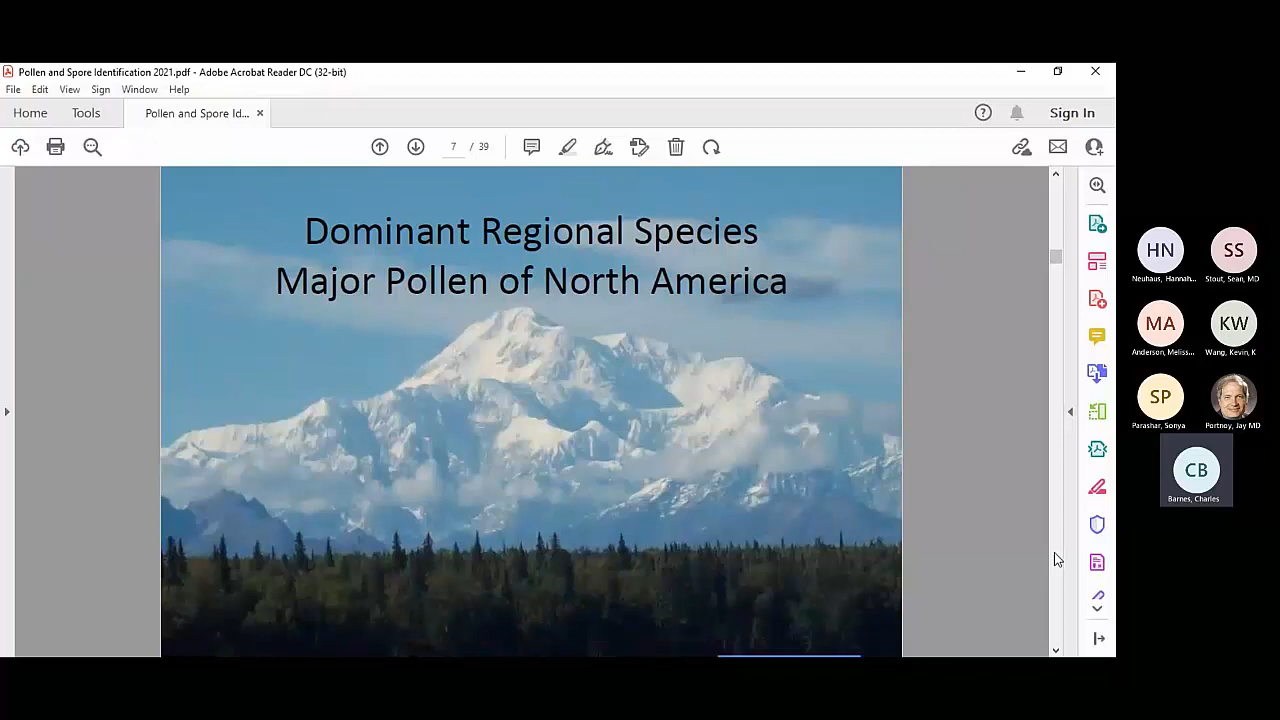 Pollen and Spore Identification 2021.pdf - Adobe Acrobat Reader DC (32-bit)
File Edit View Sign Window Help
Home Tools Pollen and Spore Id... × Sign In
7 / 39
Dominant Regional Species
Major Pollen of North America
HN SS
Neuhaus, Hannah... Stout, Sean, MD
MA KW
Anderson, Meliss... Wang, Kevin, K
SP
Parashar, Sonya Portnoy, Jay MD
CB
Barnes, Charles